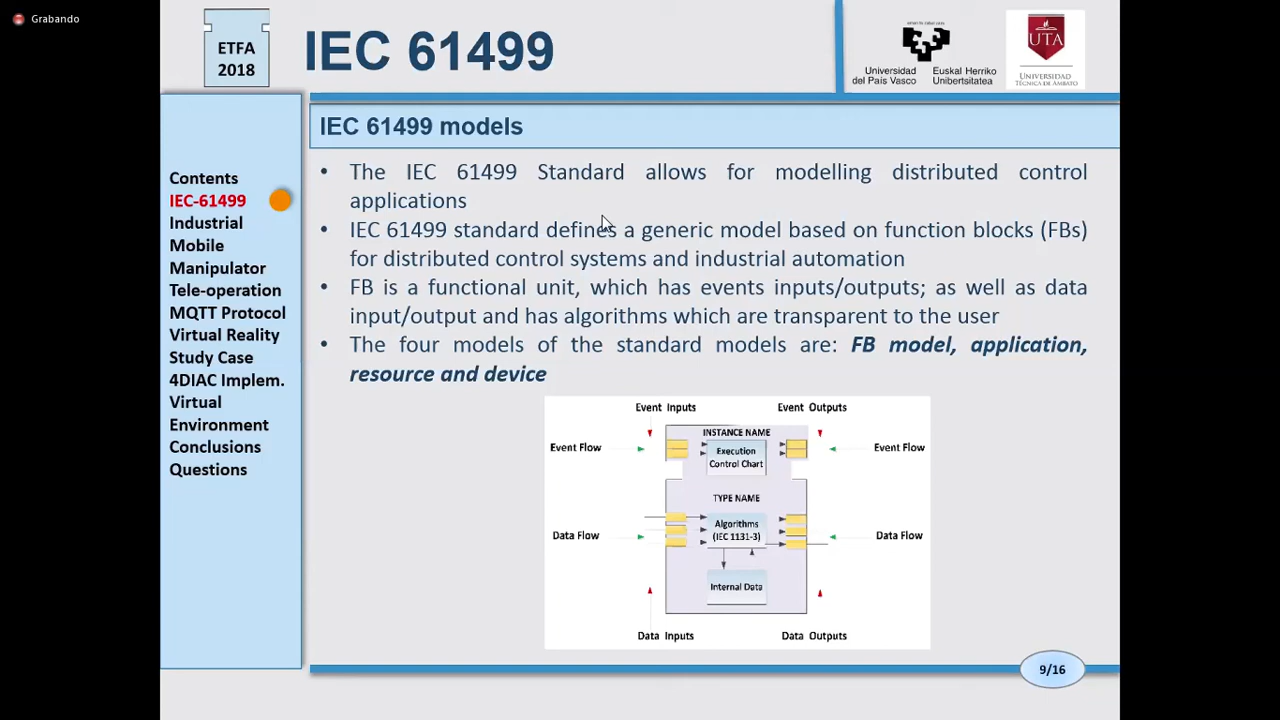 Grabando
ETFA
2018
IEC 61499
Universidad
del País Vasco
Euskal Herriko
Unibertsitatea
UTA
UNIVERSIDAD
TÉCNICA DE AMBATO
IEC 61499 models
Contents
IEC-61499
Industrial
Mobile
Manipulator
Tele-operation
MQTT Protocol
Virtual Reality
Study Case
4DIAC Implem.
Virtual
Environment
Conclusions
Questions
• The IEC 61499 Standard allows for modelling distributed control
applications
• IEC 61499 standard defines a generic model based on function blocks (FBs)
for distributed control systems and industrial automation
• FB is a functional unit, which has events inputs/outputs; as well as data
input/output and has algorithms which are transparent to the user
• The four models of the standard models are: FB model, application,
resource and device
Event Inputs
Event Outputs
INSTANCE NAME
Event Flow
Execution
Control Chart
Event Flow
TYPE NAME
Data Flow
Algorithms
(IEC 1131-3)
Data Flow
Internal Data
Data Inputs
Data Outputs
9/16